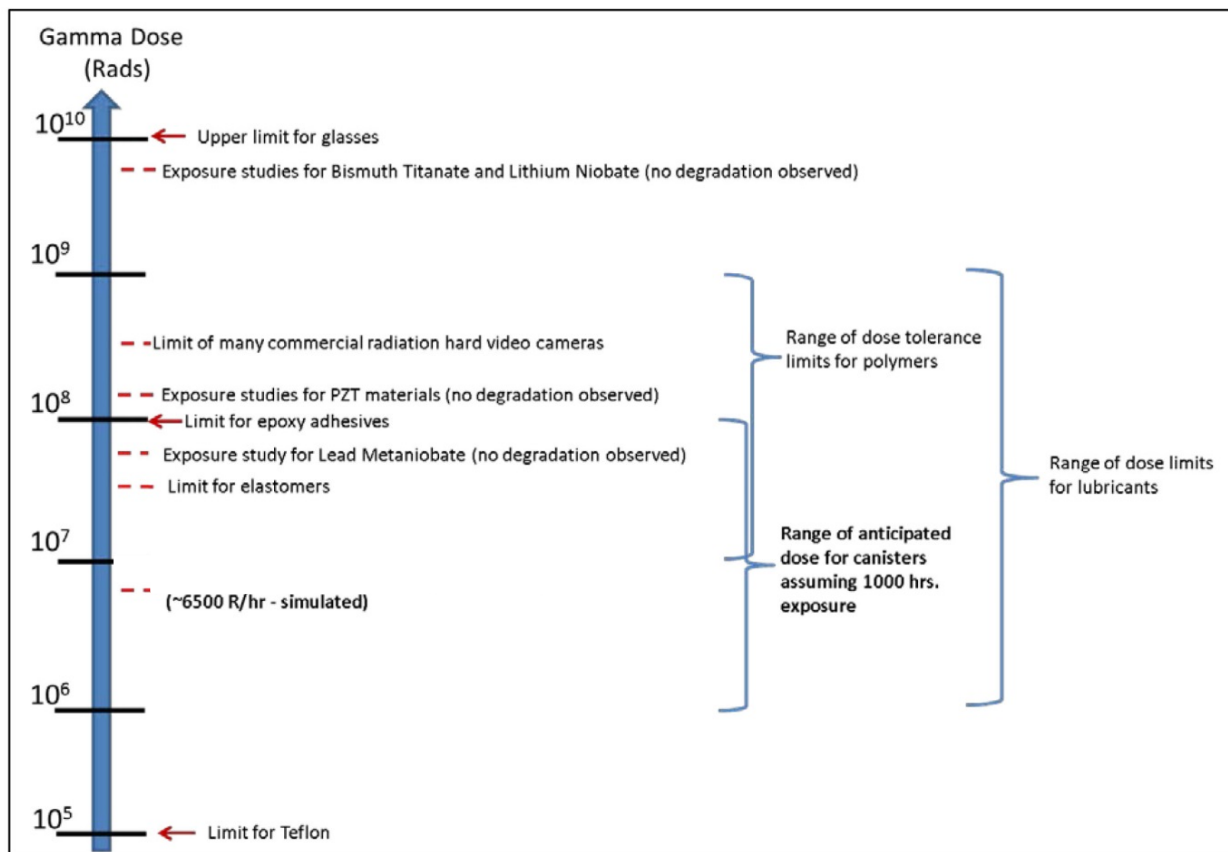 Gamma Dose
(Rads)
10^10
Upper limit for glasses
Exposure studies for Bismuth Titanate and Lithium Niobate (no degradation observed)
10^9
Limit of many commercial radiation hard video cameras
Range of dose tolerance
limits for polymers
Exposure studies for PZT materials (no degradation observed)
10^8
Limit for epoxy adhesives
Exposure study for Lead Metaniobate (no degradation observed)
Range of dose limits
for lubricants
Limit for elastomers
10^7
Range of anticipated
dose for canisters
assuming 1000 hrs.
exposure
(~6500 R/hr - simulated)
10^6
10^5
Limit for Teflon